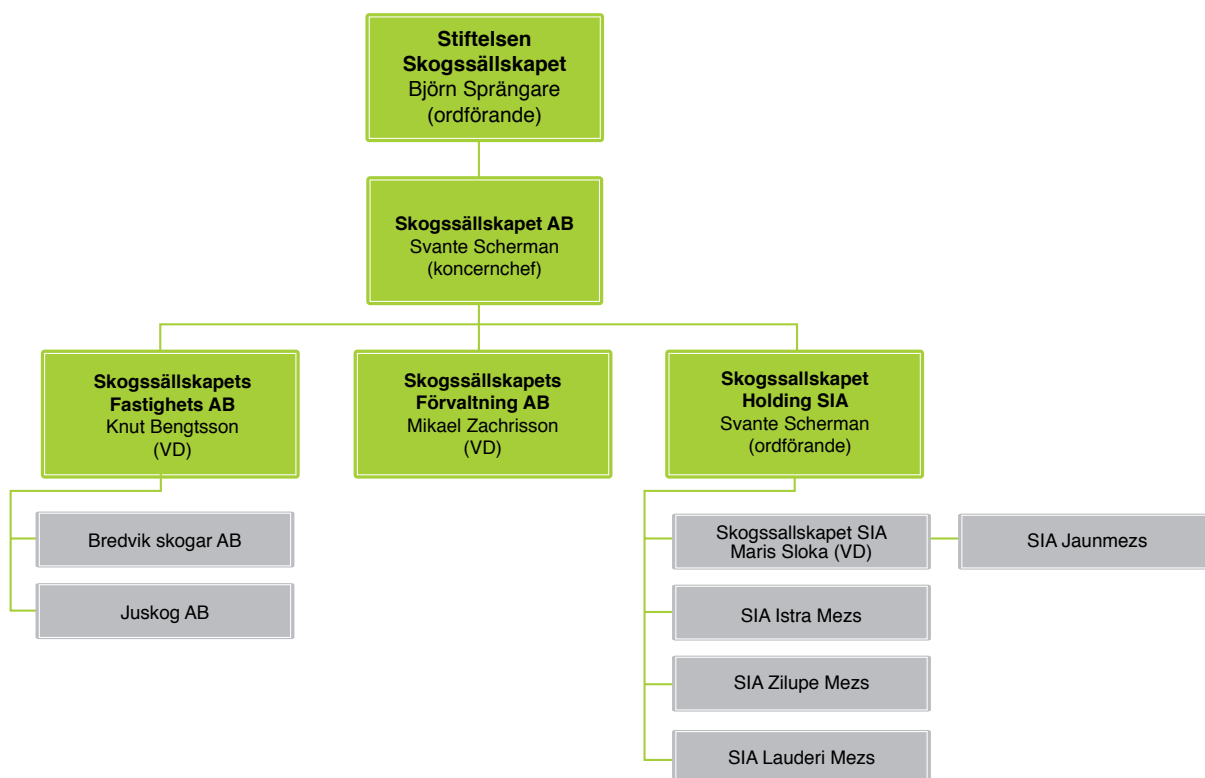 Stiftelsen
Skogssällskapet
Björn Sprängare
(ordförande)
Skogssällskapet AB
Svante Scherman
(koncernchef)
Skogssällskapets
Fastighets AB
Knut Bengtsson
(VD)
Skogssällskapets
Förvaltning AB
Mikael Zachrisson
(VD)
Skogssallskapet
Holding SIA
Svante Scherman
(ordförande)
Bredvik skogar AB
Juskog AB
Skogssallskapet SIA
Maris Sloka (VD)
SIA Jaunmezs
SIA Istra Mezs
SIA Zilupe Mezs
SIA Lauderi Mezs